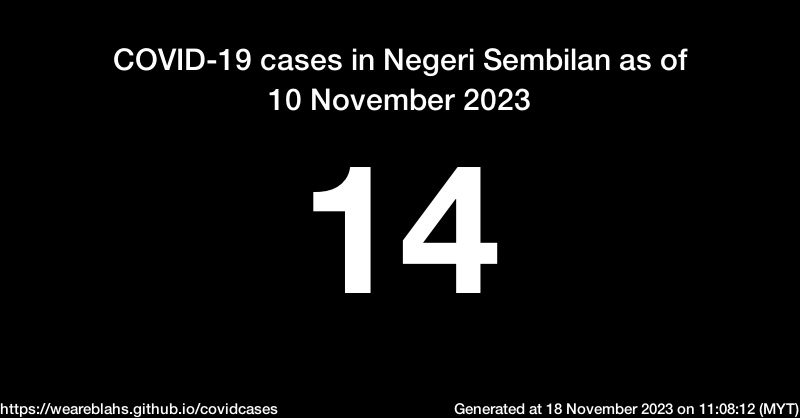 COVID-19 cases in Negeri Sembilan as of
10 November 2023
14
https://weareblahs.github.io/covidcases
Generated at 18 November 2023 on 11:08:12 (MYT)